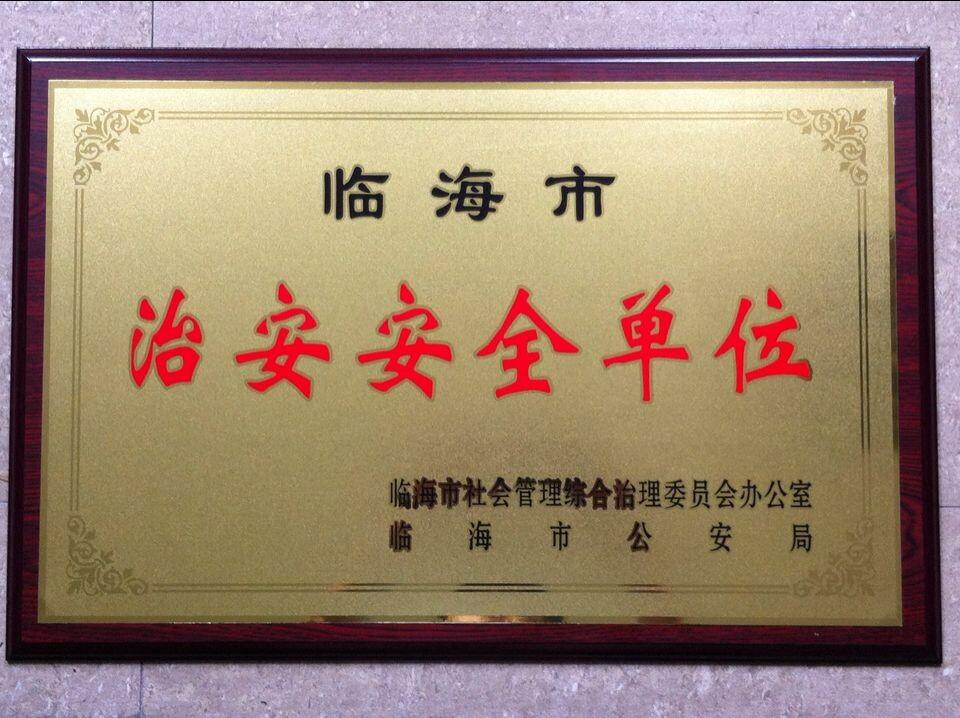 临海市
治安安全单位
临海市社会管理综合治理委员会办公室
临海市公安局